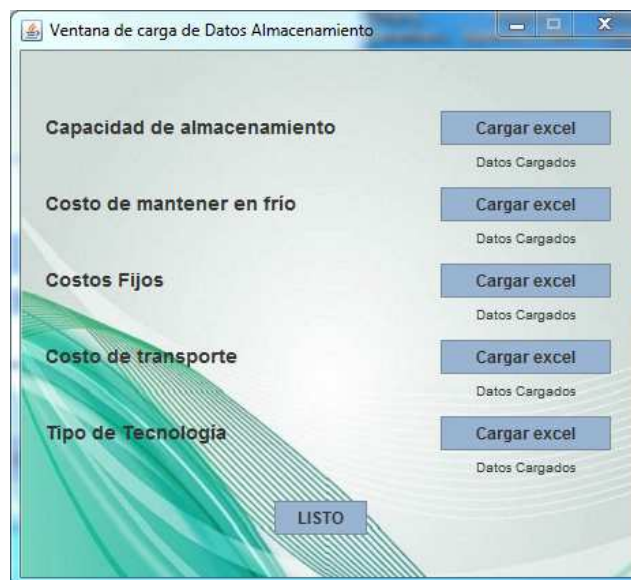 Ventana de carga de Datos Almacenamiento
Capacidad de almacenamiento
Cargar excel
Datos Cargados
Costo de mantener en frío
Cargar excel
Datos Cargados
Costos Fijos
Cargar excel
Datos Cargados
Costo de transporte
Cargar excel
Datos Cargados
Tipo de Tecnología
Cargar excel
Datos Cargados
LISTO